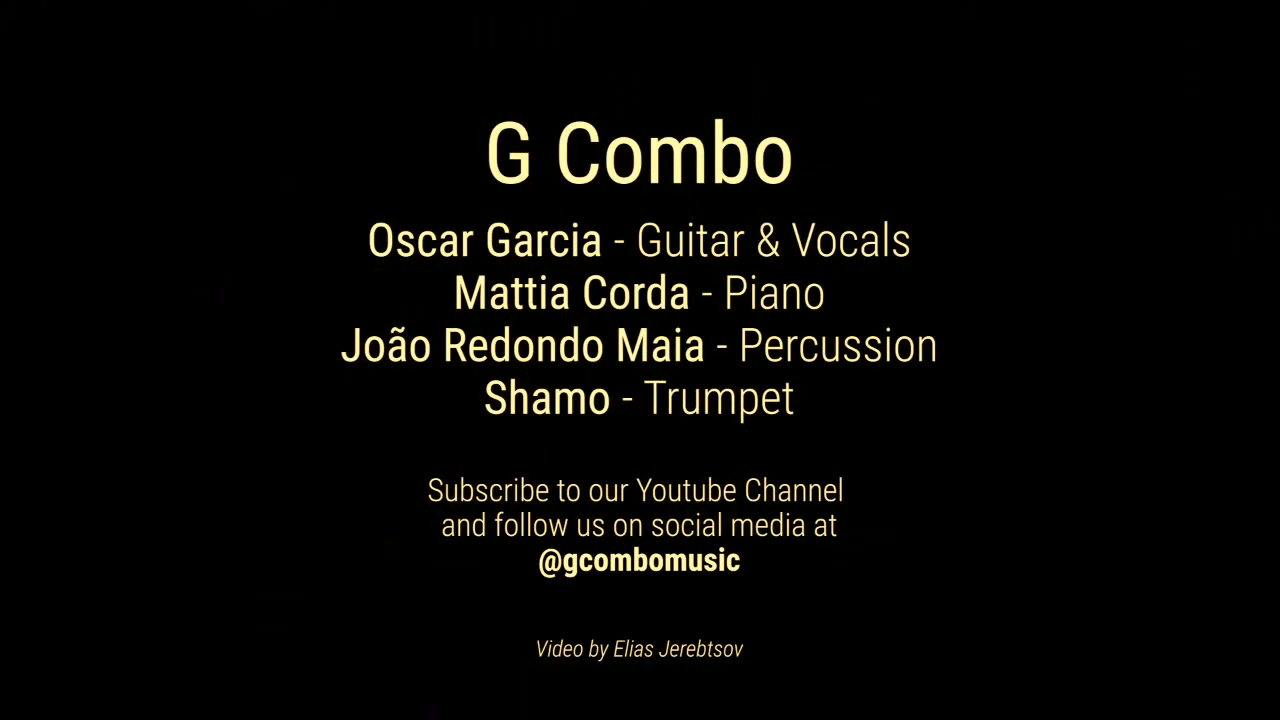 G Combo
Oscar Garcia - Guitar & Vocals
Mattia Corda - Piano
João Redondo Maia - Percussion
Shamo - Trumpet
Subscribe to our Youtube Channel
and follow us on social media at
@gcombomusic
Video by Elias Jerebtsov